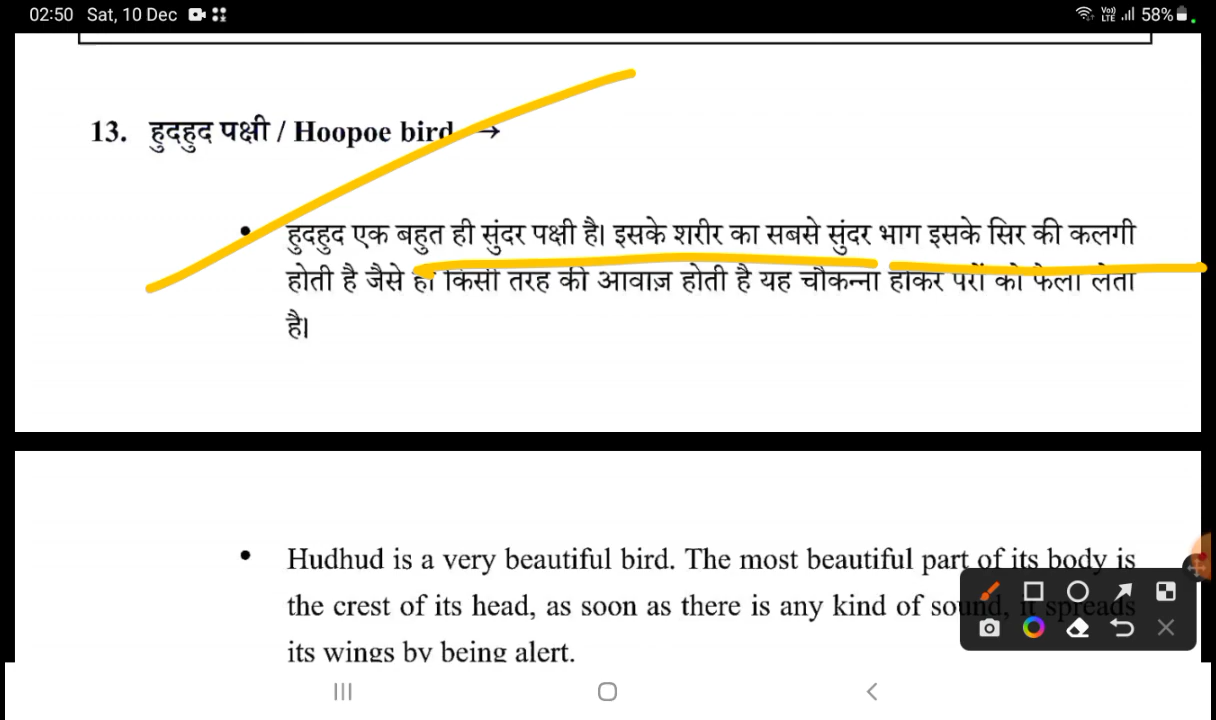 02:50 Sat, 10 Dec
Vo) LTE 58%
13. हुदहुद पक्षी / Hoopoe bird →
• हुदहुद एक बहुत ही सुंदर पक्षी है। इसके शरीर का सबसे सुंदर भाग इसके सिर की कलगी
होती है जैसे ही किसी तरह की आवाज़ होती है यह चौकन्ना होकर परों को फैला लेता
है।
• Hudhud is a very beautiful bird. The most beautiful part of its body is
the crest of its head, as soon as there is any kind of sound, it spreads
its wings by being alert.